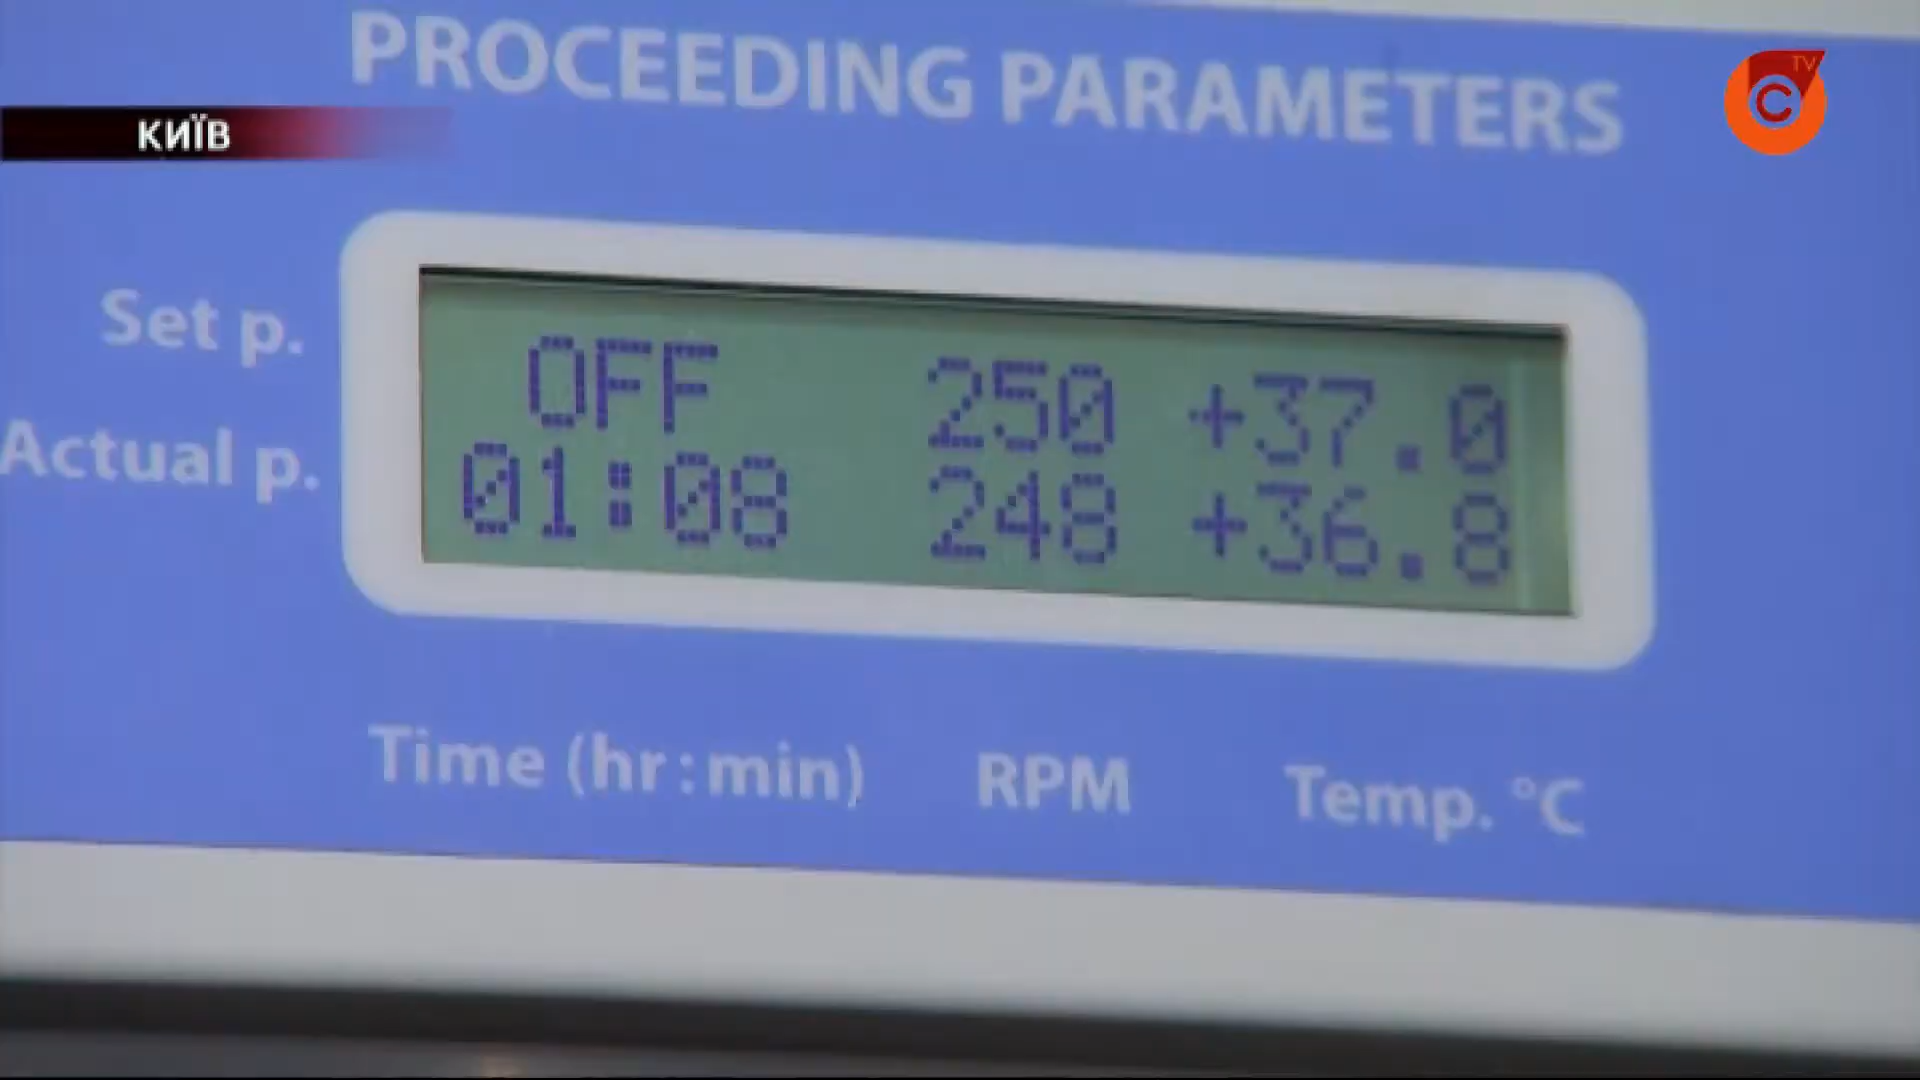 PROCEEDING PARAMETERS
TV
C
КИЇВ
Set p. OFF 250 +37.0
Actual p. 01:08 248 +36.8
Time (hr:min) RPM Temp. °C